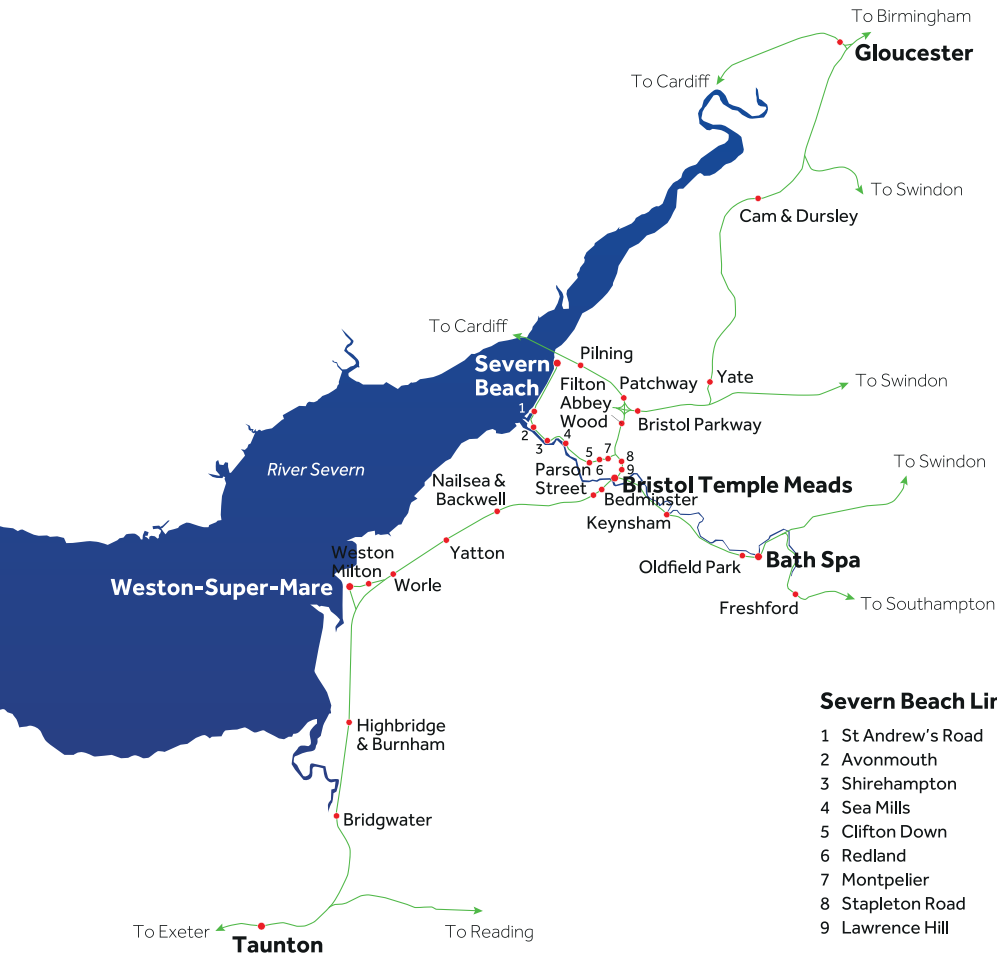 To Birmingham
Gloucester
To Cardiff
To Swindon
Cam & Dursley
To Cardiff
Severn
Beach
Pilning
Filton
Abbey
Wood
Patchway
Yate
To Swindon
Bristol Parkway
1
2
3
4
5
6
7
8
9
River Severn
Parson
Street
Bristol Temple Meads
Bedminster
Keynsham
To Swindon
Nailsea &
Backwell
Yatton
Weston
Milton
Worle
Weston-Super-Mare
Oldfield Park
Bath Spa
Freshford
To Southampton
Highbridge
& Burnham
Bridgwater
To Exeter
Taunton
To Reading
Severn Beach Lin
1 St Andrew's Road
2 Avonmouth
3 Shirehampton
4 Sea Mills
5 Clifton Down
6 Redland
7 Montpelier
8 Stapleton Road
9 Lawrence Hill